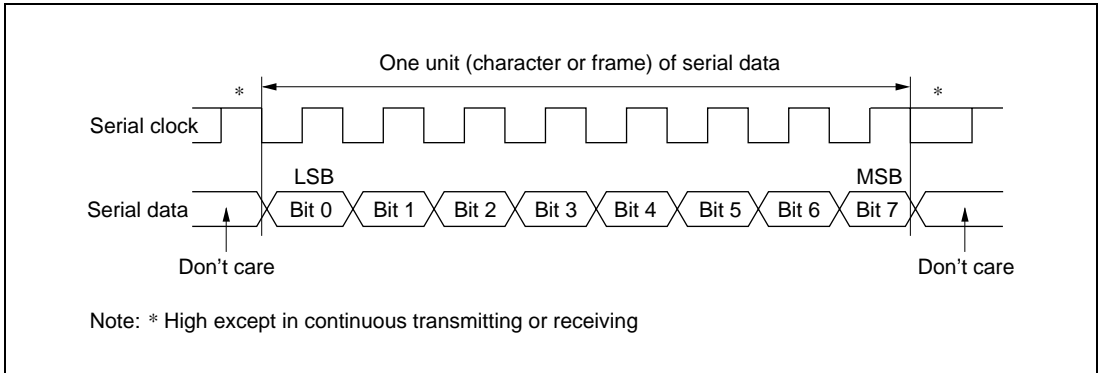 One unit (character or frame) of serial data
* *
Serial clock
LSB MSB
Serial data Bit 0 Bit 1 Bit 2 Bit 3 Bit 4 Bit 5 Bit 6 Bit 7
Don't care Don't care
Note: * High except in continuous transmitting or receiving